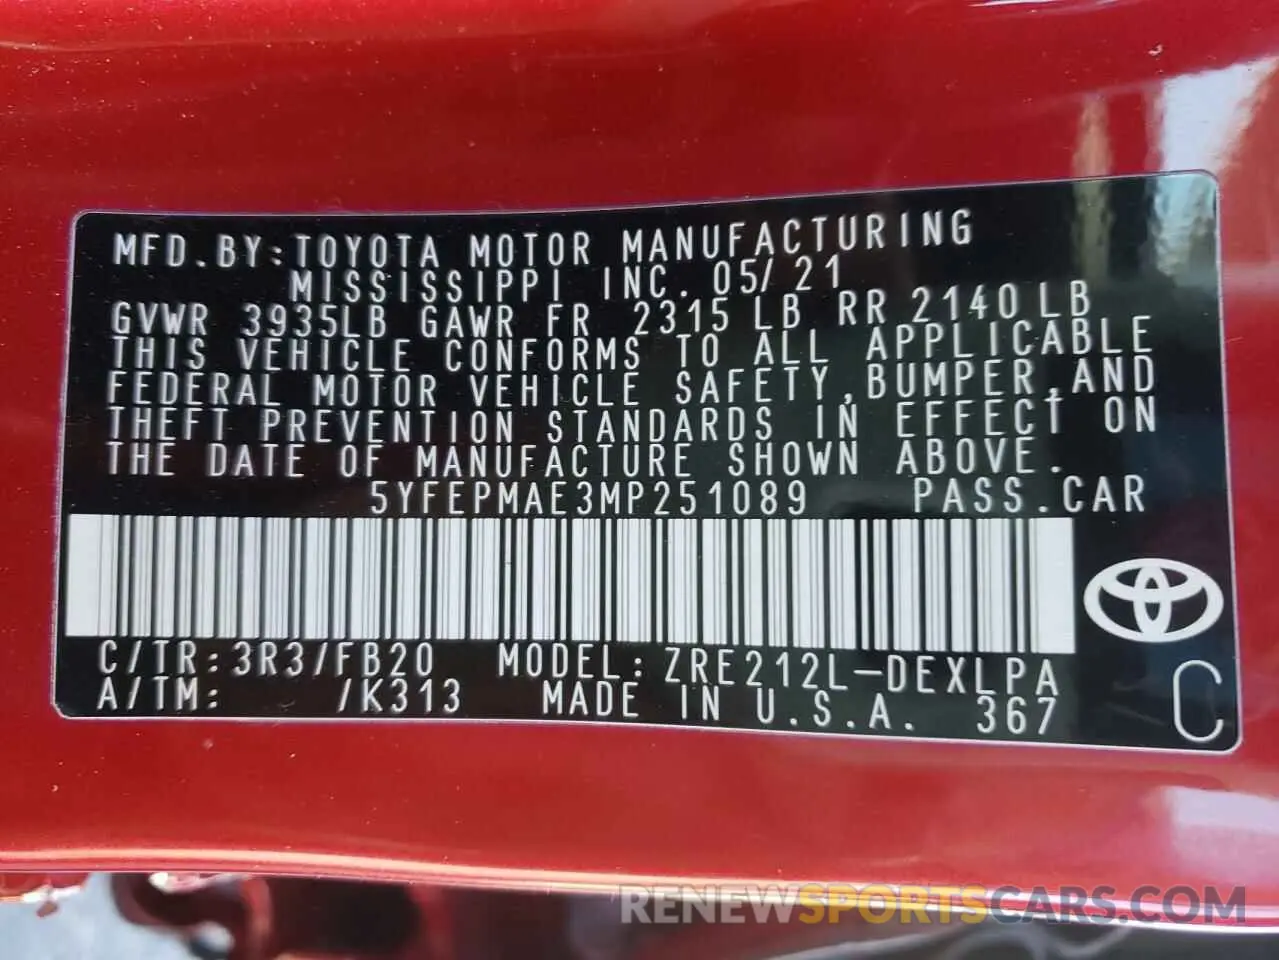 MFD.BY:TOYOTA MOTOR MANUFACTURING
MISSISSIPPI INC. 05/21
GVWR 3935LB GAWR FR 2315 LB RR 2140LB
THIS VEHICLE CONFORMS TO ALL APPLICABLE
FEDERAL MOTOR VEHICLE SAFETY,BUMPER,AND
THEFT PREVENTION STANDARDS IN EFFECT ON
THE DATE OF MANUFACTURE SHOWN ABOVE.
5YFEPMAE3MP251089 PASS.CAR
C/TR:3R3/FB20 MODEL:ZRE212L-DEXLPA
A/TM: /K313 MADE IN U.S.A. 367
C
RENEWSPORTSCARS.COM